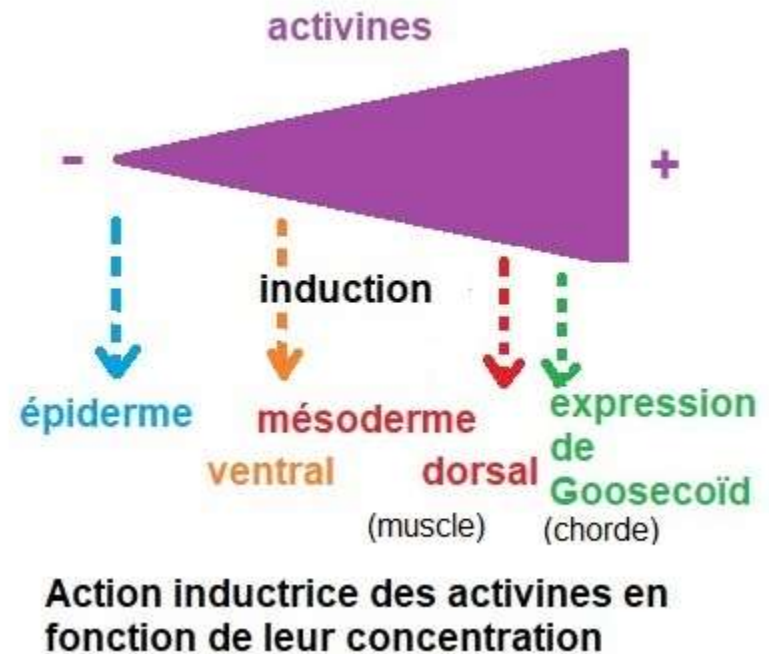 activines
- +
induction
épiderme
mésoderme
ventral dorsal
expression
de
Goosecoïd
(muscle) (chorde)
Action inductrice des activines en
fonction de leur concentration